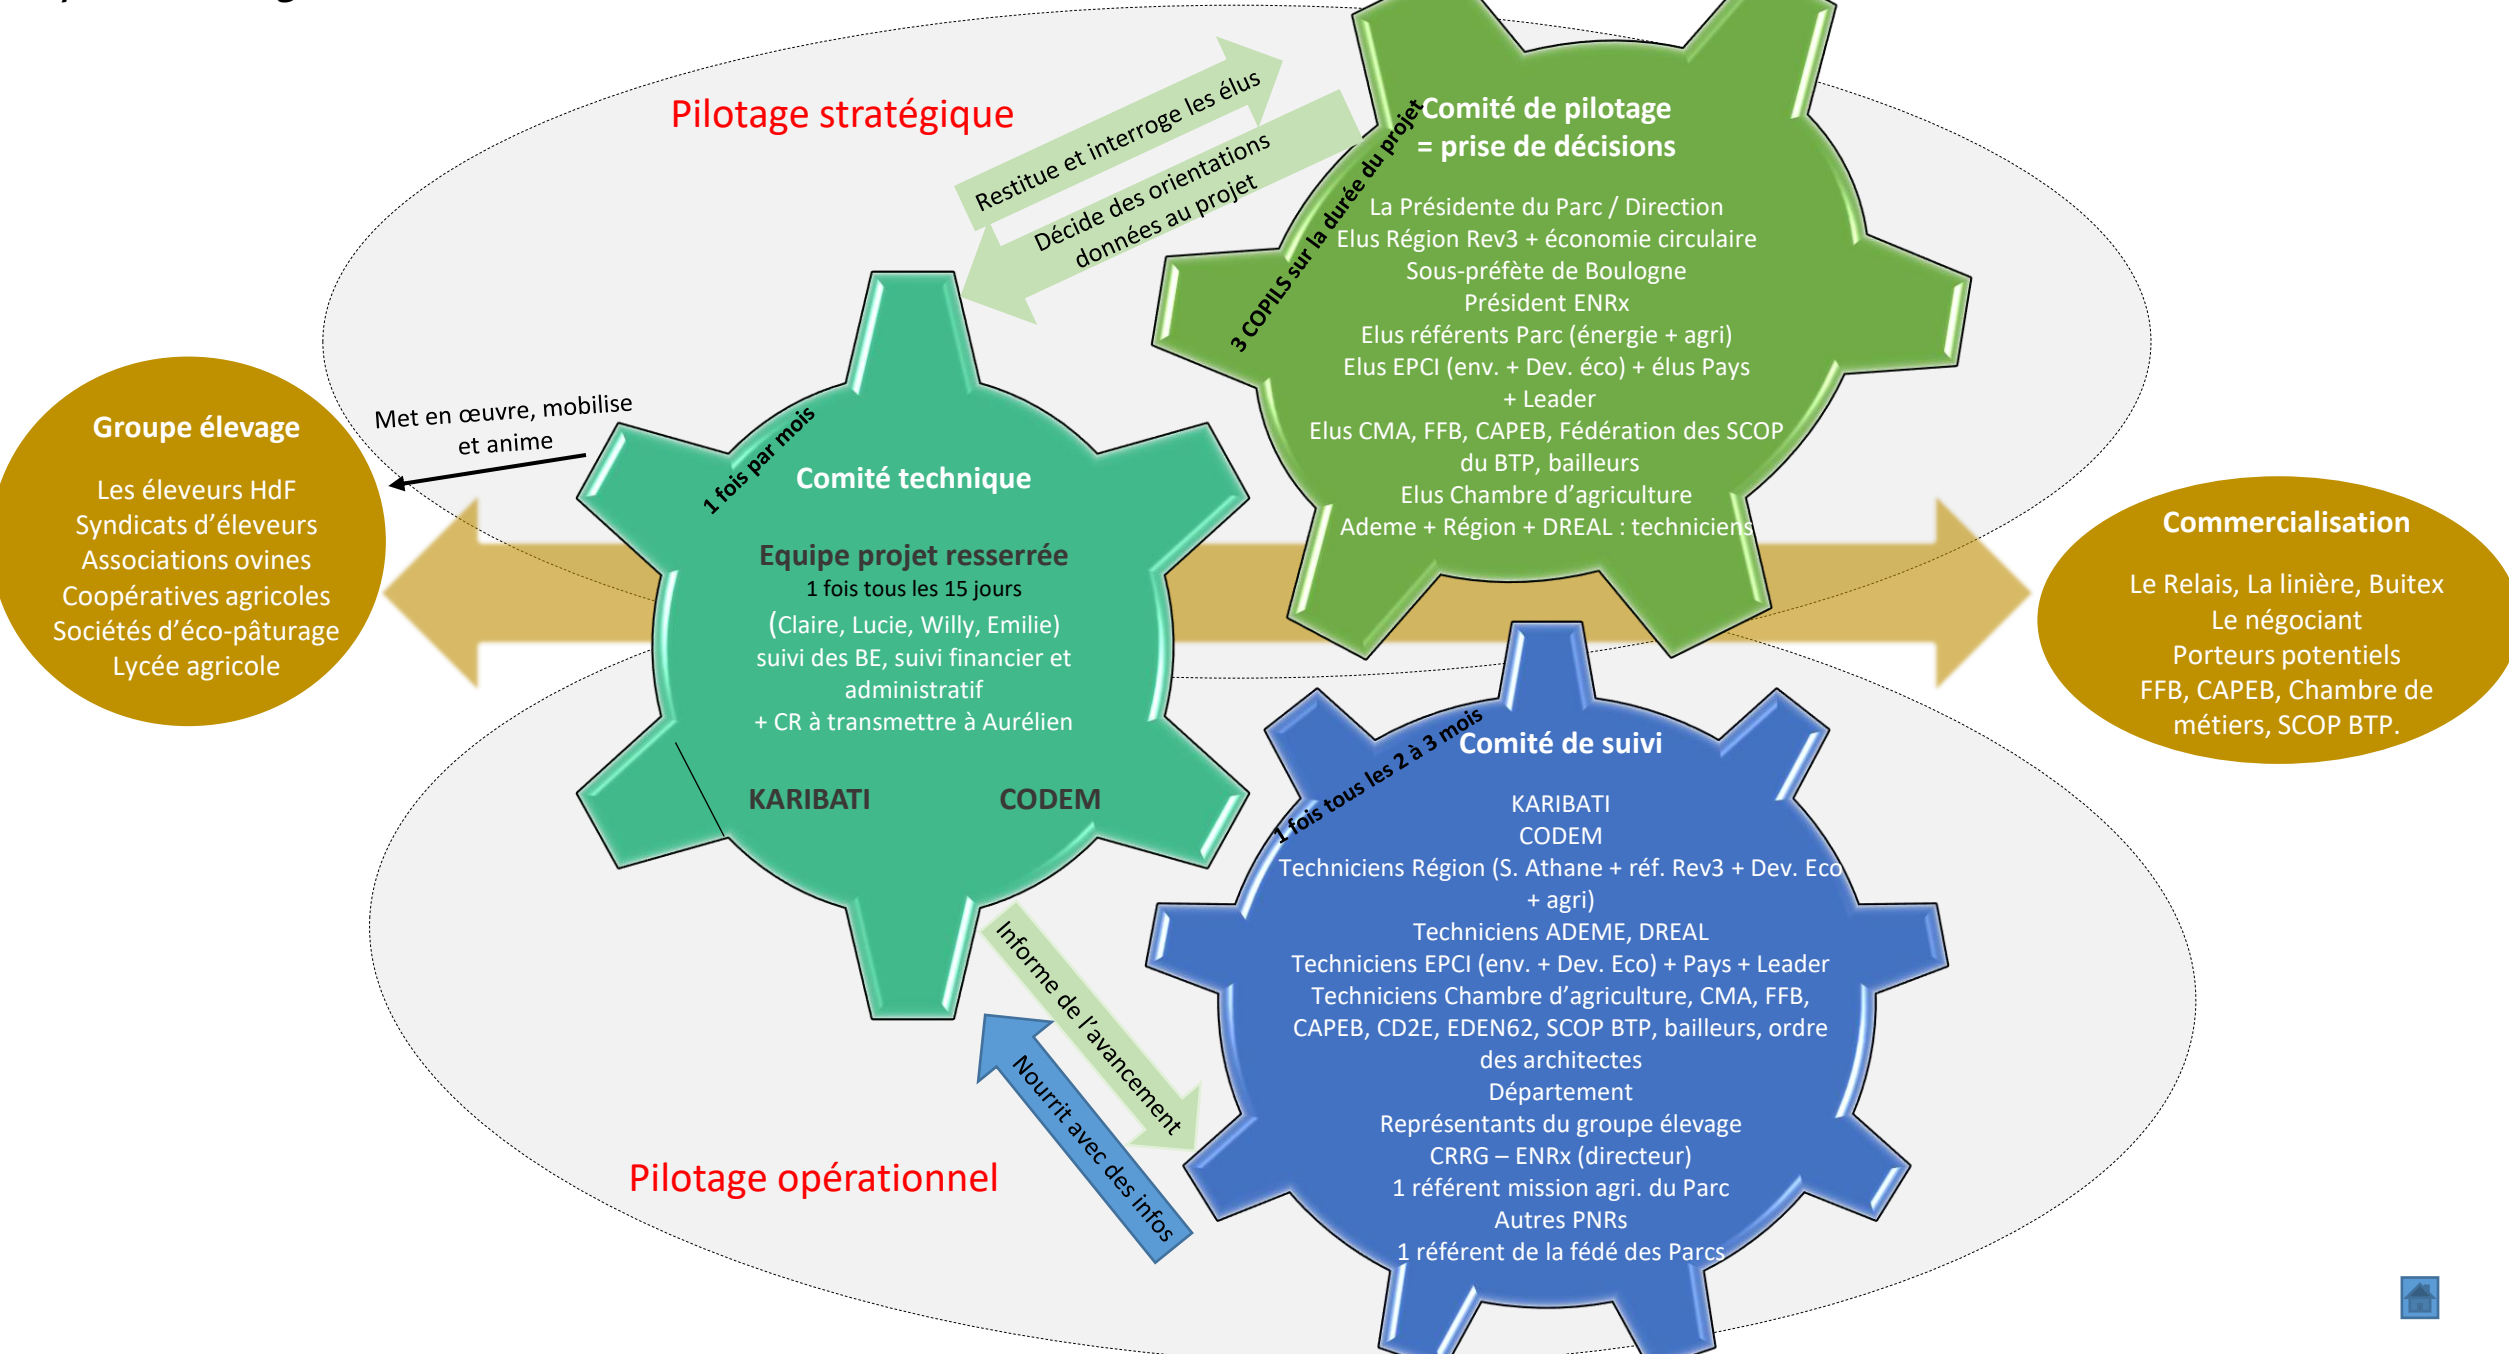 Pilotage stratégique
Restitue et interroge les élus
Décide des orientations
données au projet
3 COPILS sur la durée du projet
Comité de pilotage
= prise de décisions
La Présidente du Parc / Direction
Elus Région Rev3 + économie circulaire
Sous-préfète de Boulogne
Président ENRx
Elus référents Parc (énergie + agri)
Elus EPCI (env. + Dev. éco) + élus Pays
+ Leader
Elus CMA, FFB, CAPEB, Fédération des SCOP
du BTP, bailleurs
Elus Chambre d’agriculture
Ademe + Région + DREAL : techniciens
Groupe élevage
Les éleveurs HdF
Syndicats d’éleveurs
Associations ovines
Coopératives agricoles
Sociétés d’éco-pâturage
Lycée agricole
Met en œuvre, mobilise
et anime
1 fois par mois
Comité technique
Equipe projet resserrée
1 fois tous les 15 jours
(Claire, Lucie, Willy, Emilie)
suivi des BE, suivi financier et
administratif
+ CR à transmettre à Aurélien
KARIBATI CODEM
Commercialisation
Le Relais, La linière, Buitex
Le négociant
Porteurs potentiels
FFB, CAPEB, Chambre de
métiers, SCOP BTP.
1 fois tous les 2 à 3 mois
Comité de suivi
KARIBATI
CODEM
Techniciens Région (S. Athane + réf. Rev3 + Dev. Eco
+ agri)
Techniciens ADEME, DREAL
Techniciens EPCI (env. + Dev. Eco) + Pays + Leader
Techniciens Chambre d’agriculture, CMA, FFB,
CAPEB, CD2E, EDEN62, SCOP BTP, bailleurs, ordre
des architectes
Département
Représentants du groupe élevage
CRRG – ENRx (directeur)
1 référent mission agri. du Parc
Autres PNRs
1 référent de la fédé des Parcs
Informe de l’avancement
Nourrit avec des infos
Pilotage opérationnel